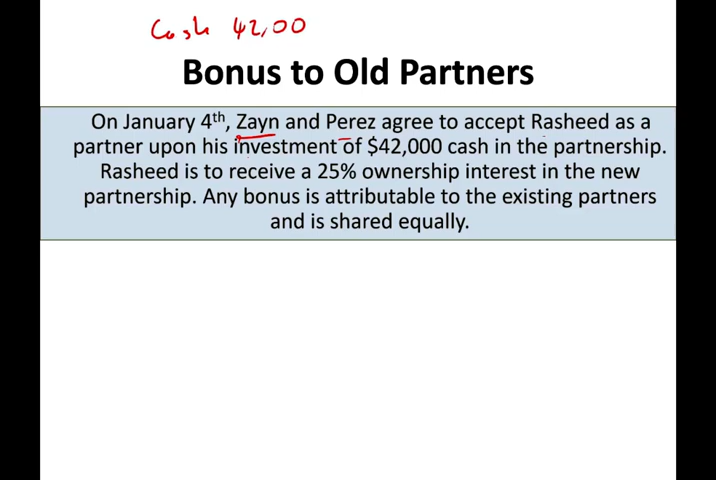 Cash 42,00
Bonus to Old Partners
On January 4th, Zayn and Perez agree to accept Rasheed as a
partner upon his investment of $42,000 cash in the partnership.
Rasheed is to receive a 25% ownership interest in the new
partnership. Any bonus is attributable to the existing partners
and is shared equally.